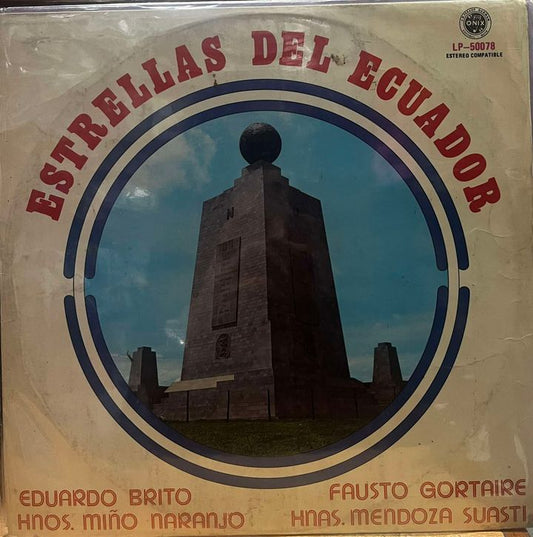 ESTRELLAS DEL ECUADOR
ONIX
LP-50078
ESTEREO COMPATIBLE
N
EDUARDO BRITO
HNOS. MIÑO NARANJO
FAUSTO GORTAIRE
HNAS. MENDOZA SUASTI